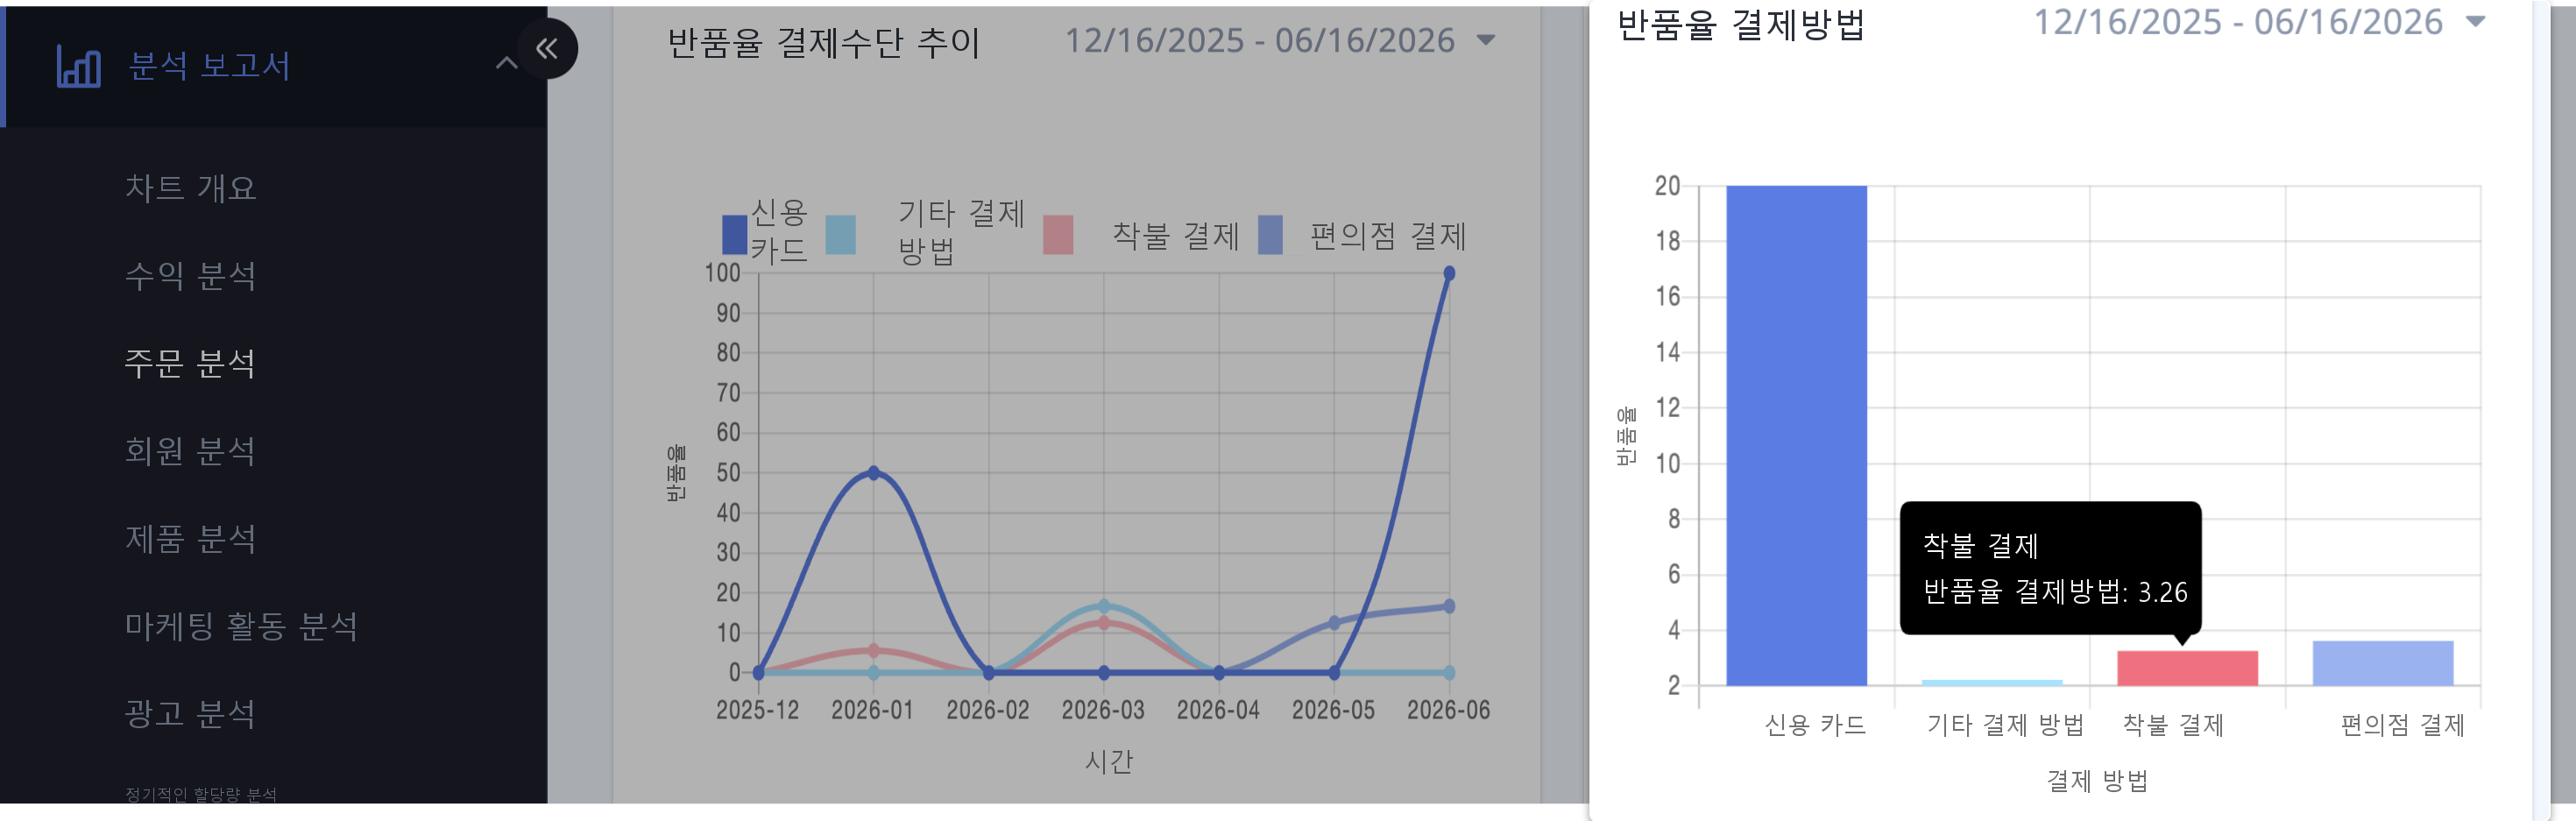 분석 보고서
차트 개요
수익 분석
주문 분석
회원 분석
제품 분석
마케팅 활동 분석
광고 분석
정기적인 할당량 분석
반품율 결제수단 추이
12/16/2025 - 06/16/2026
신용 카드
기타 결제 방법
착불 결제
편의점 결제
100
90
80
70
60
50
40
30
20
10
0
반품율
2025-12 2026-01 2026-02 2026-03 2026-04 2026-05 2026-06
시간
반품율 결제방법
12/16/2025 - 06/16/2026
20
18
16
14
12
10
8
6
4
2
반품율
착불 결제
반품율 결제방법: 3.26
신용 카드 기타 결제 방법 착불 결제 편의점 결제
결제 방법